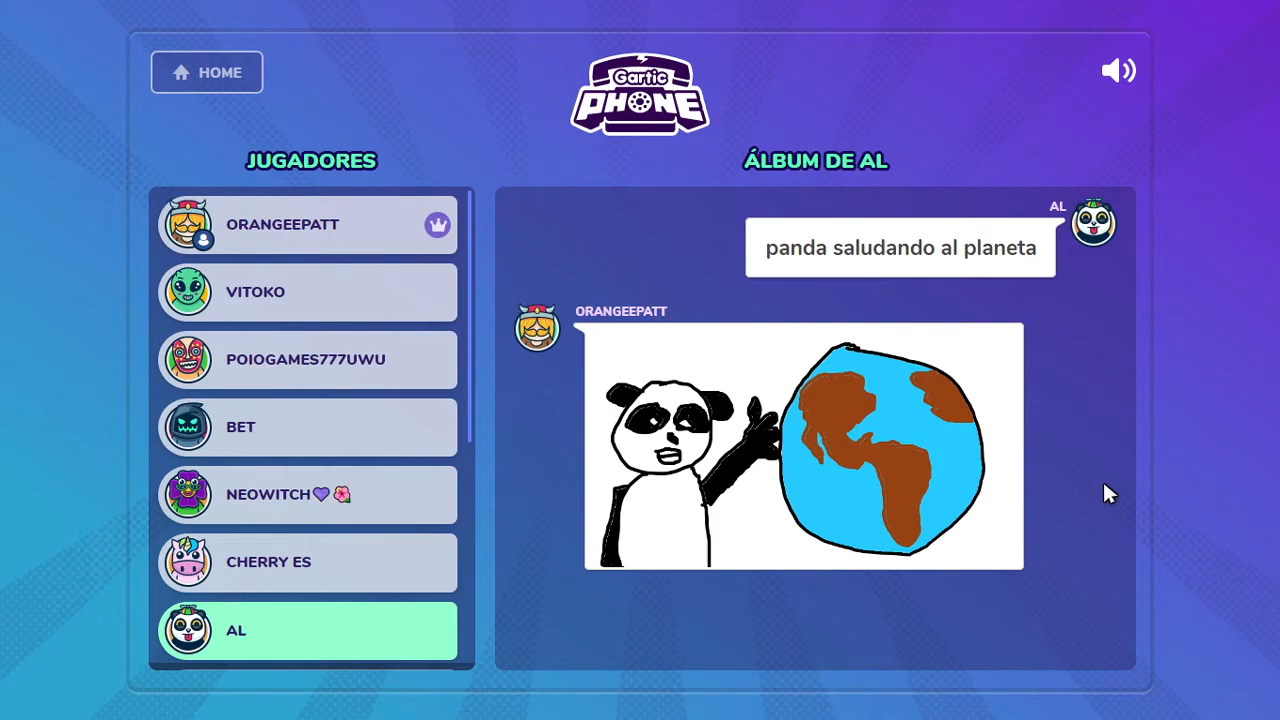 HOME
Gartic
PHONE
JUGADORES
ÁLBUM DE AL
ORANGEEPATT
VITOKO
POIOGAMES777UWU
BET
NEOWITCH💜🌺
CHERRY ES
AL
AL
panda saludando al planeta
ORANGEEPATT